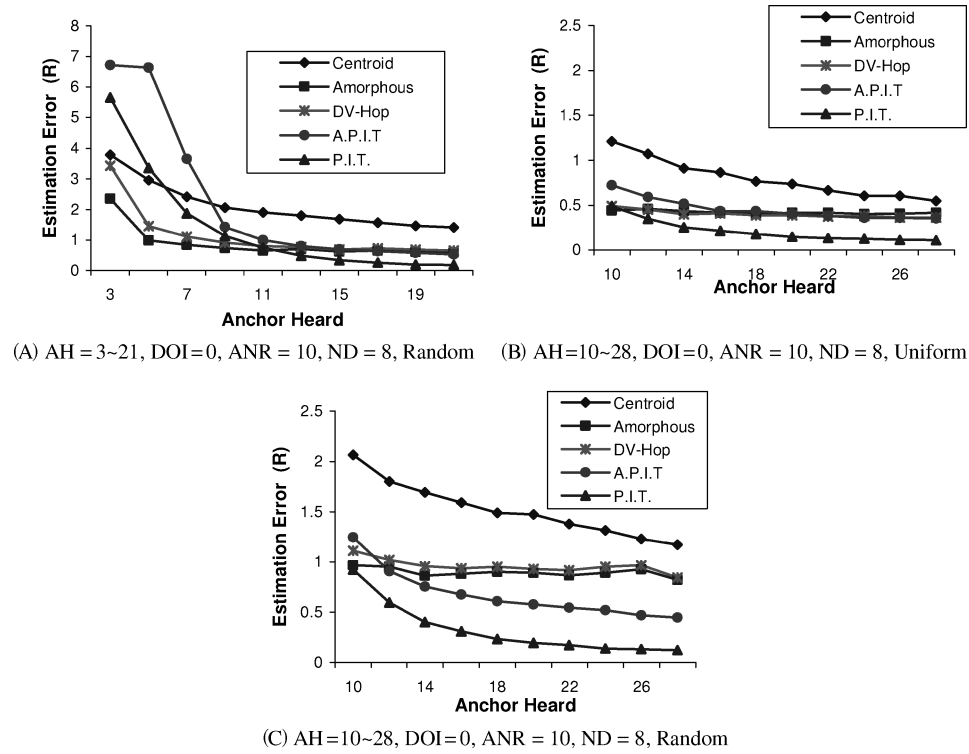 Estimation Error (R)
8
7
6
5
4
3
2
1
0
3 7 11 15 19
Anchor Heard
Centroid
Amorphous
DV-Hop
A.P.I.T
P.I.T.
(A) AH = 3~21, DOI=0, ANR = 10, ND = 8, Random
Estimation Error (R)
2.5
2
1.5
1
0.5
0
10 14 18 22 26
Anchor Heard
Centroid
Amorphous
DV-Hop
A.P.I.T
P.I.T.
(B) AH=10~28, DOI=0, ANR = 10, ND = 8, Uniform
Estimation Error (R)
2.5
2
1.5
1
0.5
0
10 14 18 22 26
Anchor Heard
Centroid
Amorphous
DV-Hop
A.P.I.T
P.I.T.
(C) AH=10~28, DOI=0, ANR = 10, ND = 8, Random